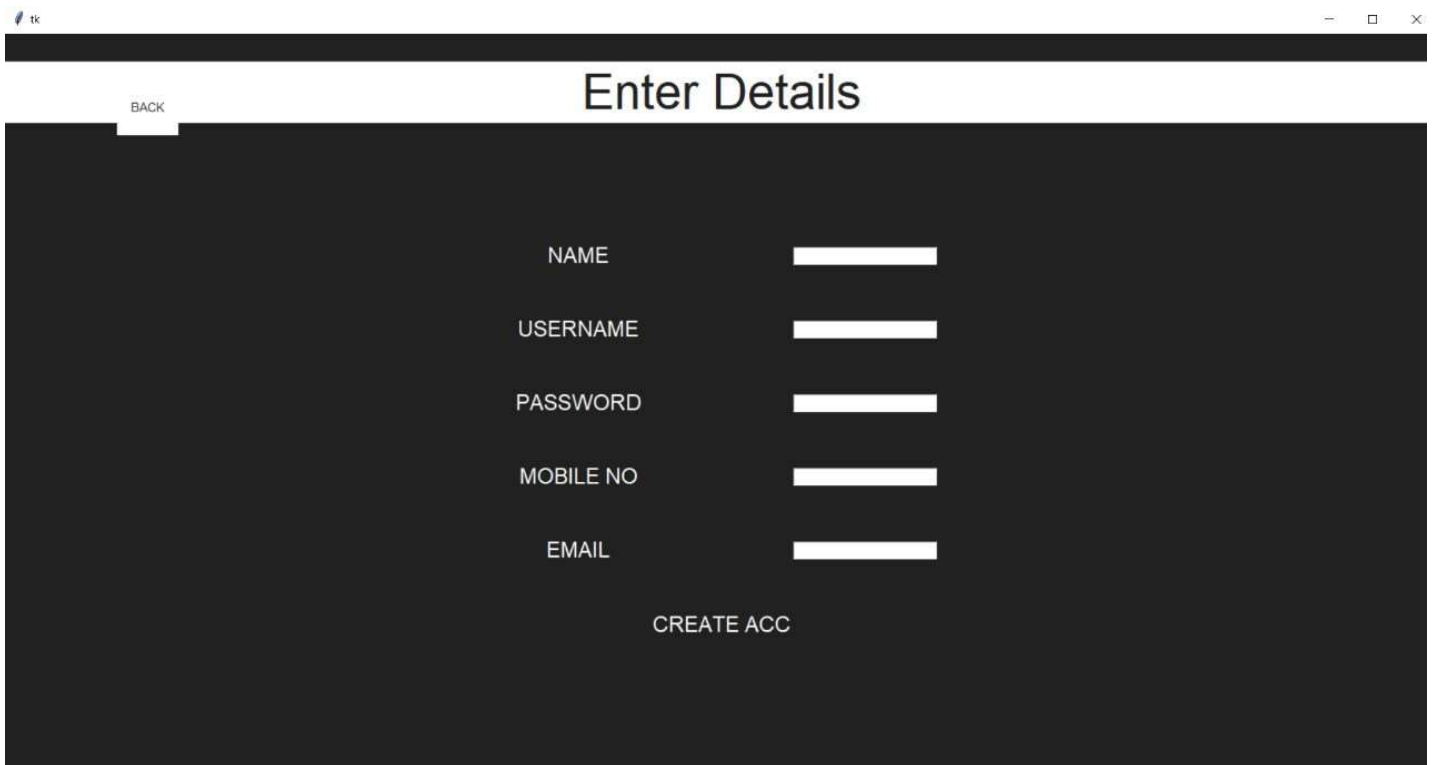 tk
Enter Details
BACK
NAME
USERNAME
PASSWORD
MOBILE NO
EMAIL
CREATE ACC